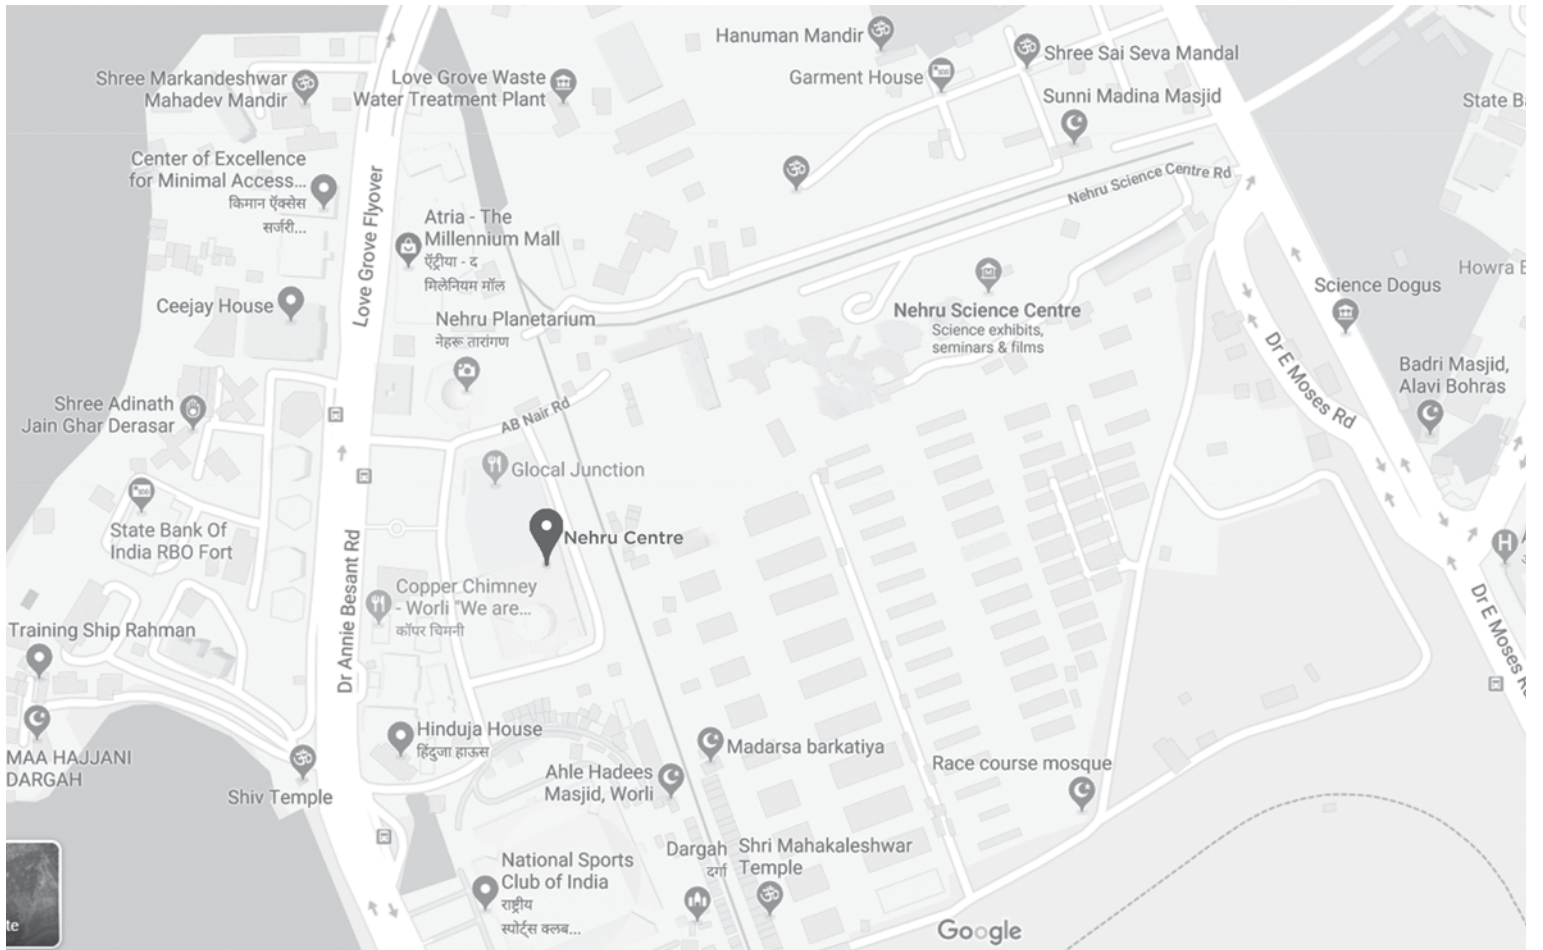 Hanuman Mandir
Shree Sai Seva Mandal
Garment House
Shree Markandeshwar
Mahadev Mandir
Love Grove Waste
Water Treatment Plant
Sunni Madina Masjid
State B
Center of Excellence
for Minimal Access...
किमान ऍक्सेस
सर्जरी...
Nehru Science Centre Rd
Love Grove Flyover
Atria - The
Millennium Mall
ऍट्रीया - द
मिलेनियम मॉल
Howra
Science Dogus
Ceejay House
Nehru Planetarium
नेहरू तारांगण
Nehru Science Centre
Science exhibits,
seminars & films
Dr E Moses Rd
Badri Masjid,
Alavi Bohras
Shree Adinath
Jain Ghar Derasar
AB Nair Rd
Glocal Junction
State Bank Of
India RBO Fort
Nehru Centre
Dr Annie Besant Rd
Copper Chimney
- Worli "We are...
कॉपर चिमनी
H
Dr E Moses R
Training Ship Rahman
MAA HAJJANI
DARGAH
Hinduja House
हिंदुजा हाऊस
Madarsa barkatiya
Race course mosque
Ahle Hadees
Masjid, Worli
Shiv Temple
Dargah
दर्गा
Shri Mahakaleshwar
Temple
National Sports
Club of India
राष्ट्रीय
स्पोर्ट्स क्लब...
te
Google